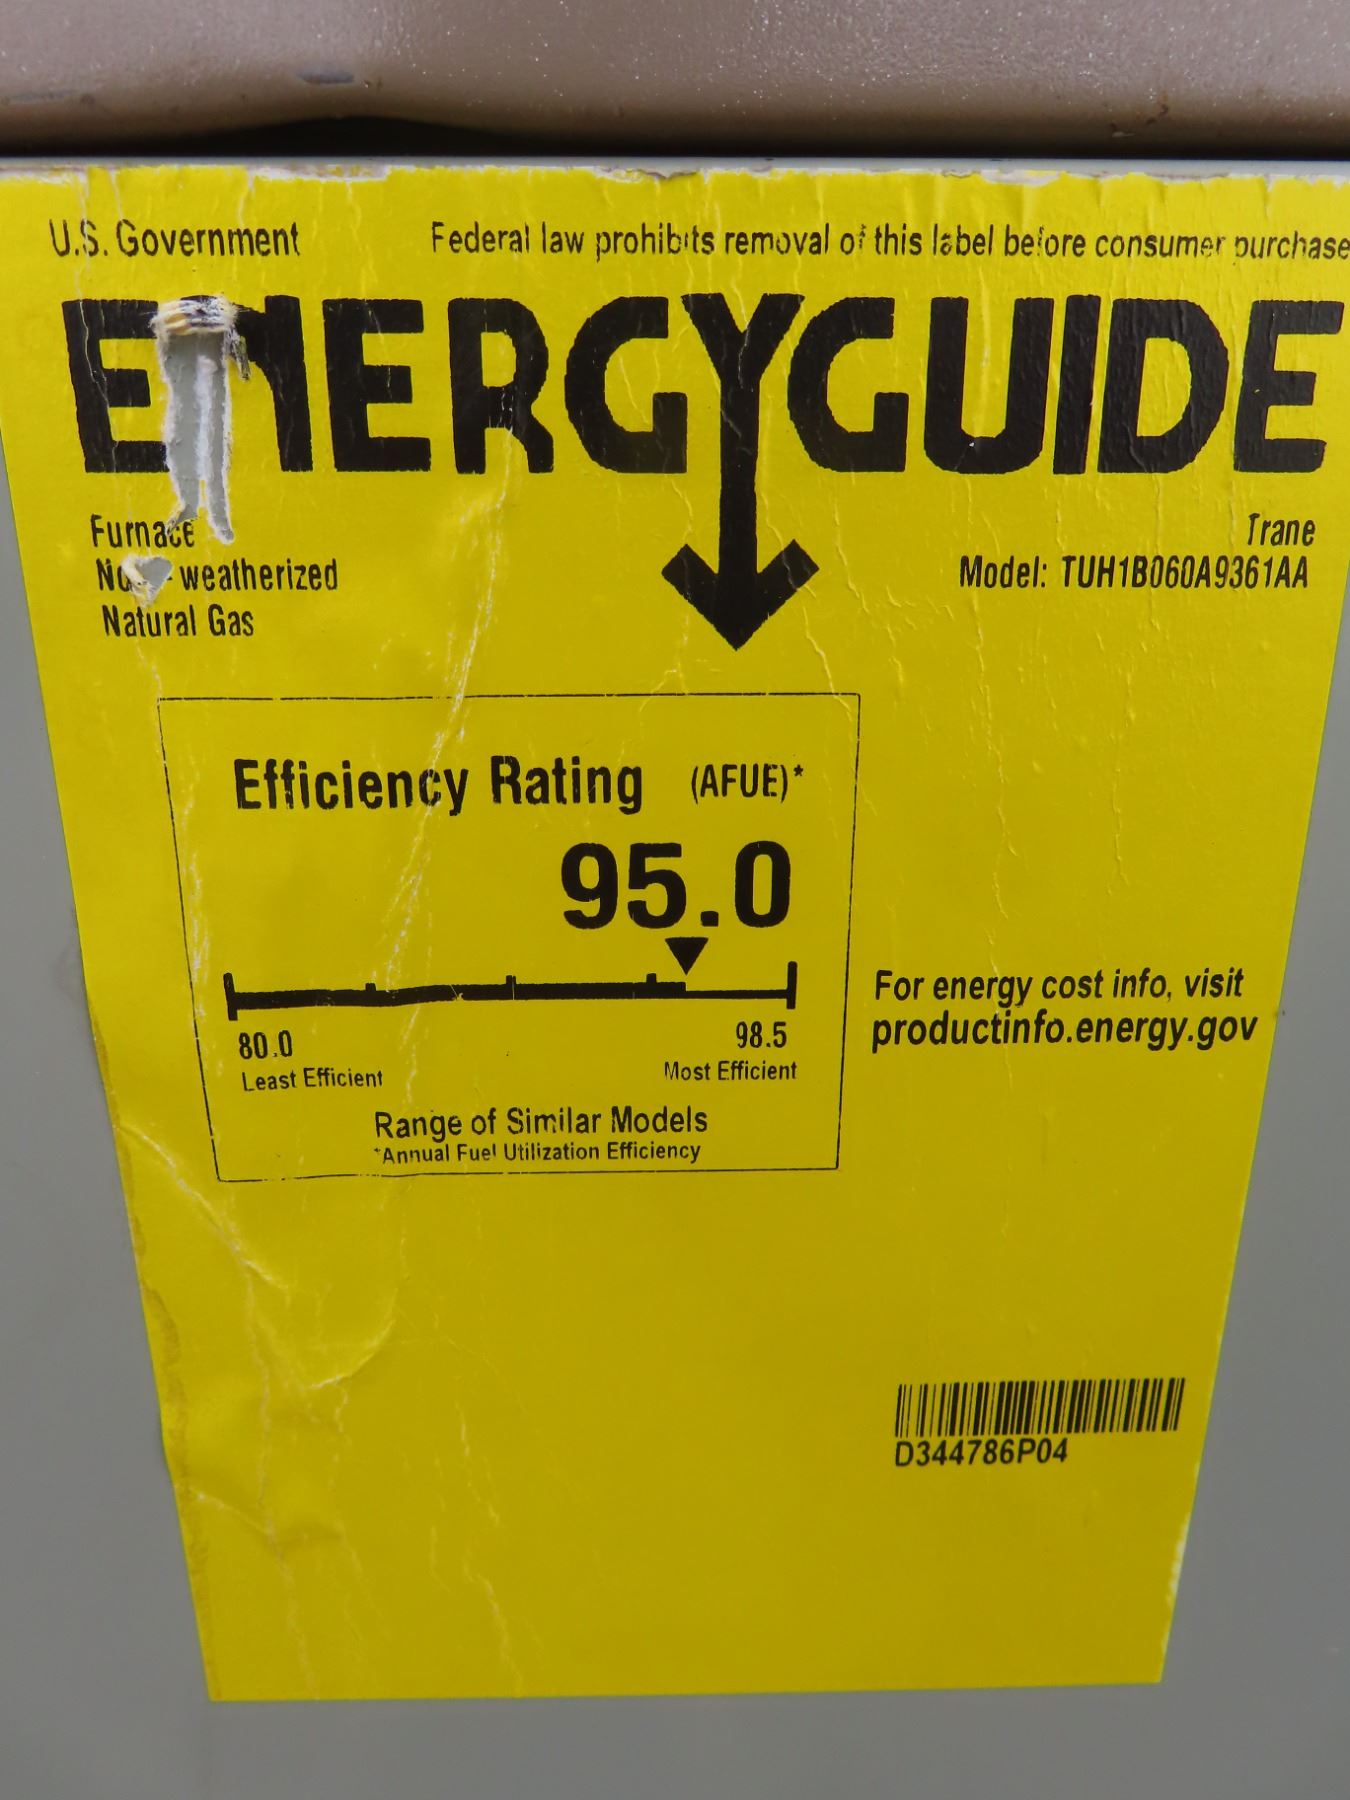 U.S. Government
Federal law prohibits removal of this label before consumer purchase
ENERGYGUIDE
Furnace
Non - weatherized
Natural Gas
Trane
Model: TUH1B060A9361AA
Efficiency Rating (AFUE)*
95.0
80.0
98.5
Least Efficient
Most Efficient
Range of Similar Models
*Annual Fuel Utilization Efficiency
For energy cost info, visit
productinfo.energy.gov
D344786P04